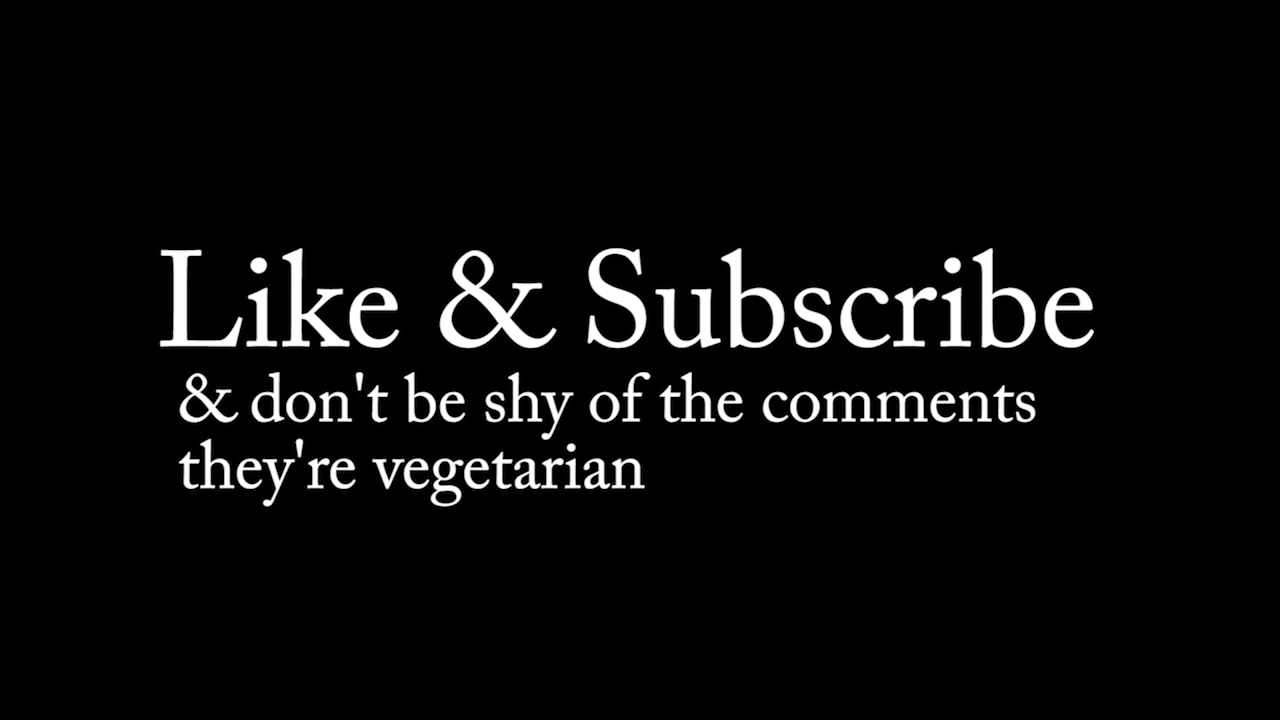 Like & Subscribe
& don't be shy of the comments
they're vegetarian